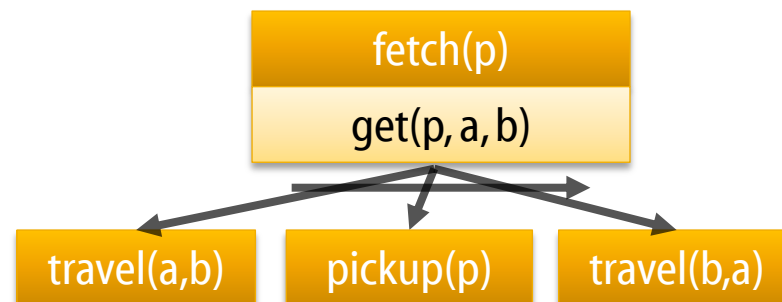 fetch(p)
get(p, a, b)
travel(a,b)
pickup(p)
travel(b,a)